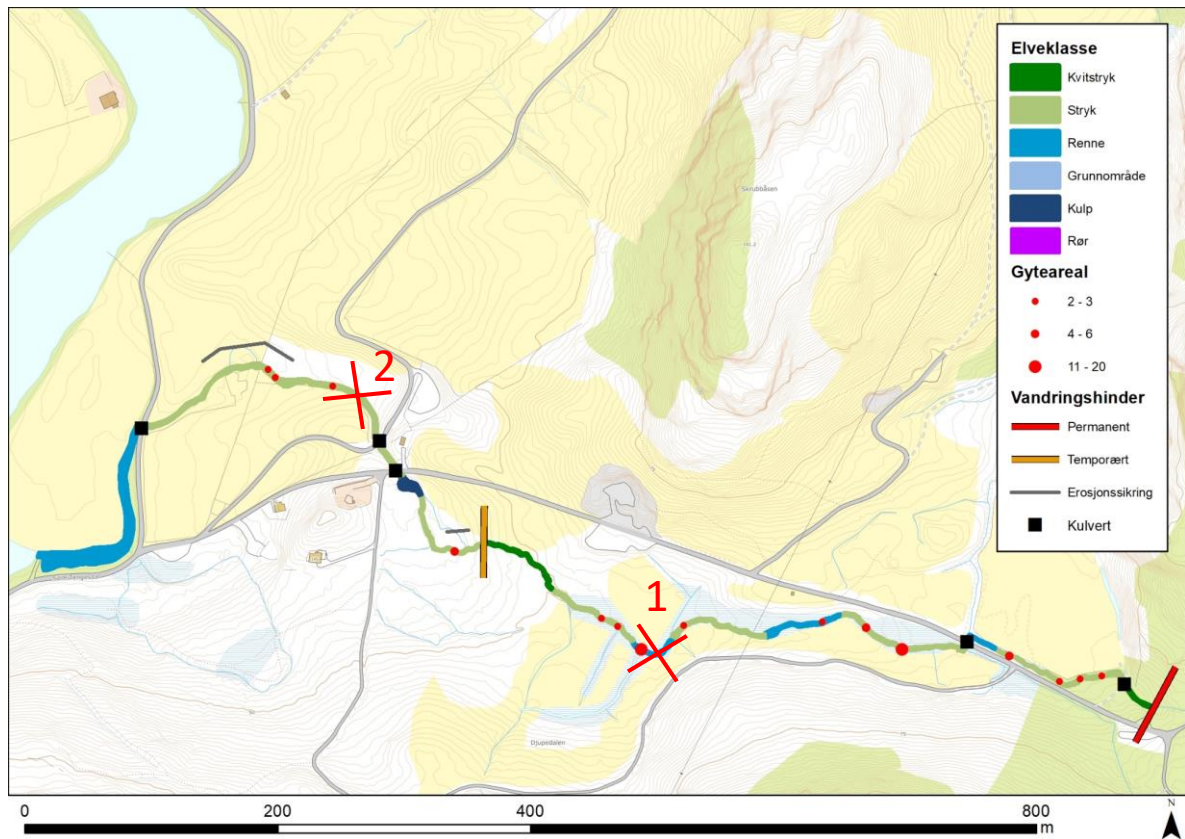 Elveklasse
Kvitstryk
Stryk
Renne
Grunnområde
Kulp
Rør
Gyteareal
2 - 3
4 - 6
11 - 20
Vandringshinder
Permanent
Temporært
Erosjonssikring
Kulvert
Skrubbåsen
2
1
Djupedalen
0
200
400
800
m
N